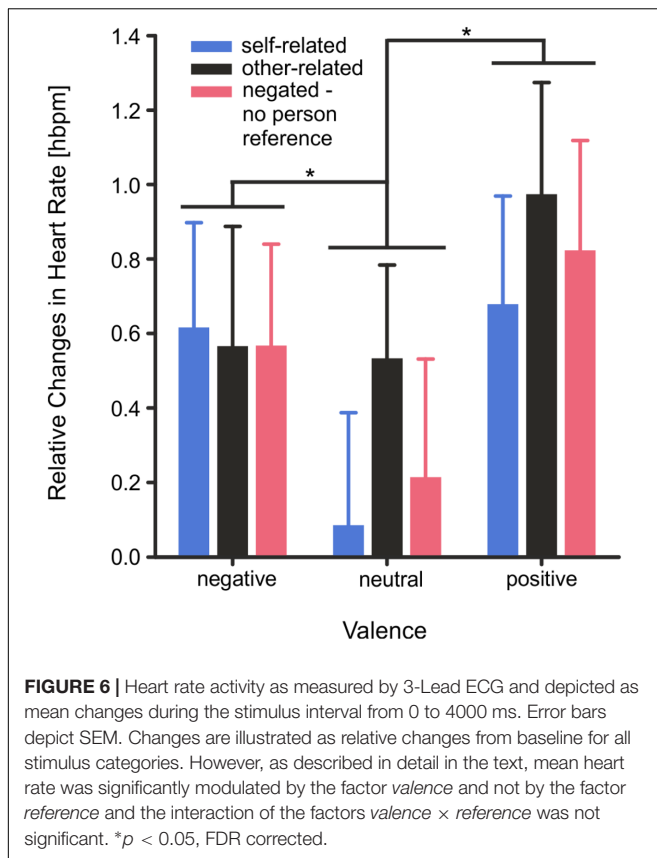 1.4
1.2
1.0
0.8
0.6
0.4
0.2
0.0
Relative Changes in Heart Rate [hbpm]
self-related
other-related
negated -
no person
reference
*
*
negative neutral positive
Valence
FIGURE 6 | Heart rate activity as measured by 3-Lead ECG and depicted as
mean changes during the stimulus interval from 0 to 4000 ms. Error bars
depict SEM. Changes are illustrated as relative changes from baseline for all
stimulus categories. However, as described in detail in the text, mean heart
rate was significantly modulated by the factor valence and not by the factor
reference and the interaction of the factors valence × reference was not
significant. *p < 0.05, FDR corrected.